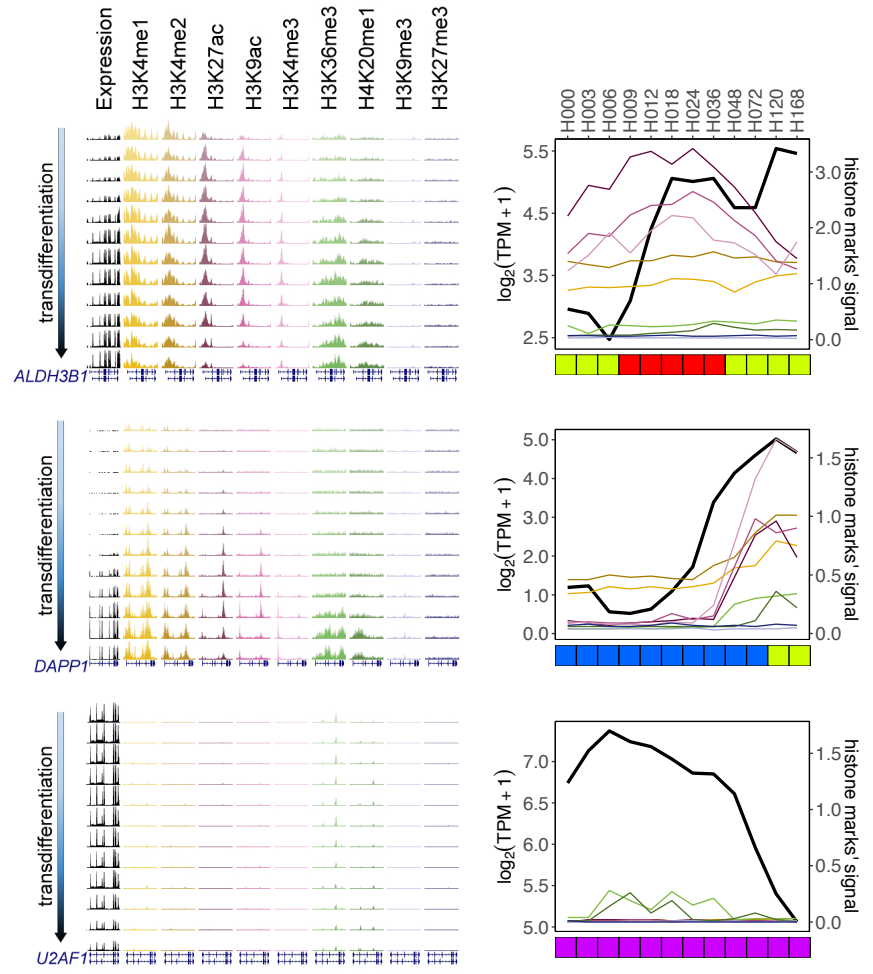 Expression
H3K4me1
H3K4me2
H3K27ac
H3K9ac
H3K4me3
H3K36me3
H4K20me1
H3K9me3
H3K27me3
transdifferentiation
ALDH3B1
H000
H003
H006
H009
H012
H018
H024
H036
H048
H072
H120
H168
log2(TPM + 1)
5.5
4.5
3.5
2.5
3.0
2.0
1.0
0.0
histone marks' signal
transdifferentiation
DAPP1
log2(TPM + 1)
5.0
4.0
3.0
2.0
1.0
0.0
1.5
1.0
0.5
0.0
histone marks' signal
transdifferentiation
U2AF1
log2(TPM + 1)
7.0
6.5
6.0
5.5
5.0
1.5
1.0
0.5
0.0
histone marks' signal